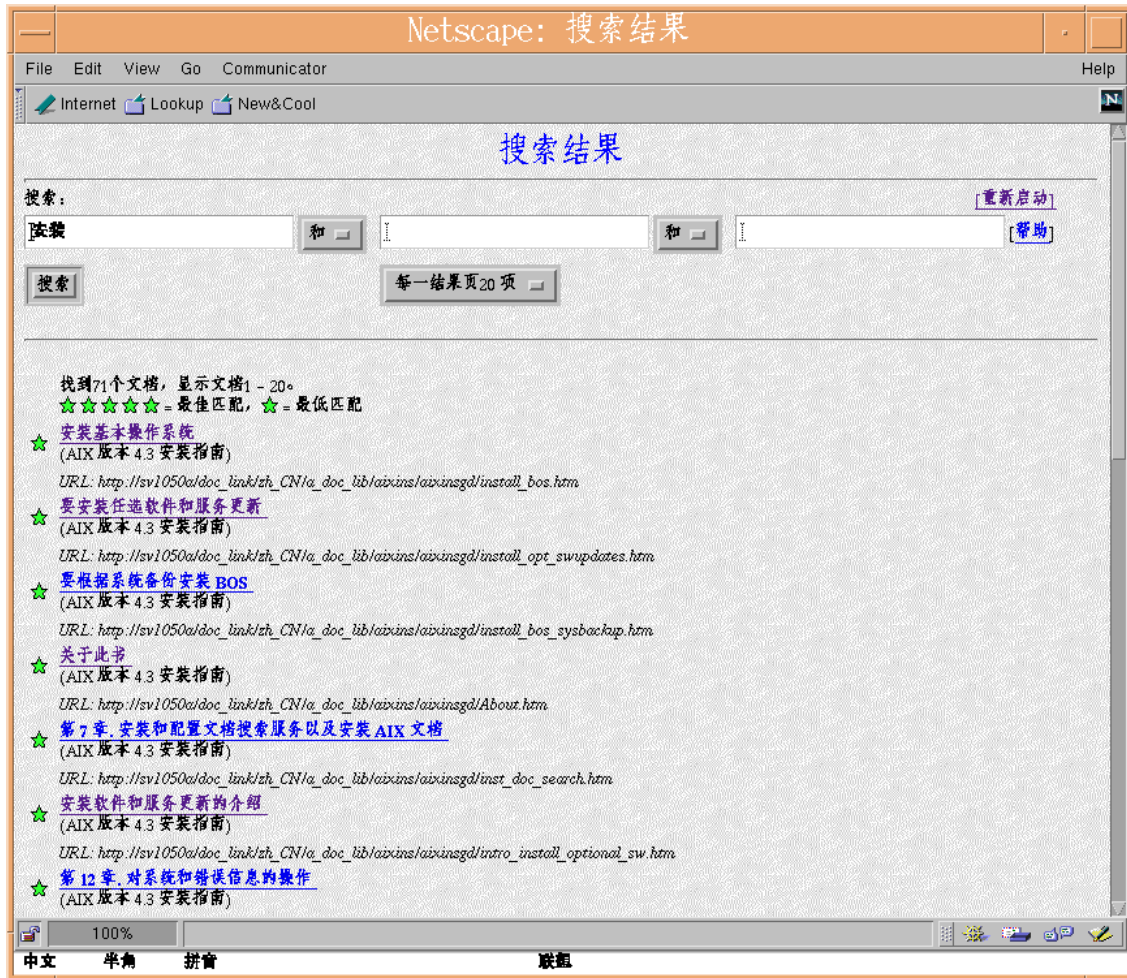 Netscape: 搜索结果
File Edit View Go Communicator Help
Internet Lookup New&Cool
N
搜索结果
搜索：
[重新启动]
安装 和 和 [帮助]
搜索 每一结果页20 项
找到71个文档，显示文档1 - 20。
= 最佳匹配， = 最低匹配
安装基本操作系统
(AIX 版本 4.3 安装指南)
URL: http://sv1050a/doc_link/zh_CN/a_doc_lib/aixins/aixinsgd/install_bos.htm
要安装任选软件和服务更新
(AIX 版本 4.3 安装指南)
URL: http://sv1050a/doc_link/zh_CN/a_doc_lib/aixins/aixinsgd/install_opt_swupdates.htm
要根据系统备份安装 BOS
(AIX 版本 4.3 安装指南)
URL: http://sv1050a/doc_link/zh_CN/a_doc_lib/aixins/aixinsgd/install_bos_sysbackup.htm
关于此书
(AIX 版本 4.3 安装指南)
URL: http://sv1050a/doc_link/zh_CN/a_doc_lib/aixins/aixinsgd/About.htm
第 7 章. 安装和配置文档搜索服务以及安装 AIX 文档
(AIX 版本 4.3 安装指南)
URL: http://sv1050a/doc_link/zh_CN/a_doc_lib/aixins/aixinsgd/inst_doc_search.htm
安装软件和服务更新的介绍
(AIX 版本 4.3 安装指南)
URL: http://sv1050a/doc_link/zh_CN/a_doc_lib/aixins/aixinsgd/intro_install_optional_sw.htm
第 12 章. 对系统和错误信息的操作
(AIX 版本 4.3 安装指南)
100%
中文 半角 拼音 联想